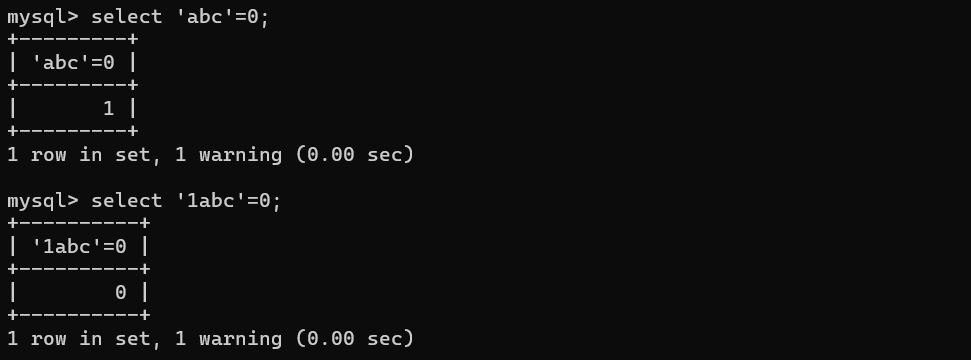 mysql> select 'abc'=0;
+---------+
| 'abc'=0 |
+---------+
|       1 |
+---------+
1 row in set, 1 warning (0.00 sec)

mysql> select '1abc'=0;
+----------+
| '1abc'=0 |
+----------+
|        0 |
+----------+
1 row in set, 1 warning (0.00 sec)